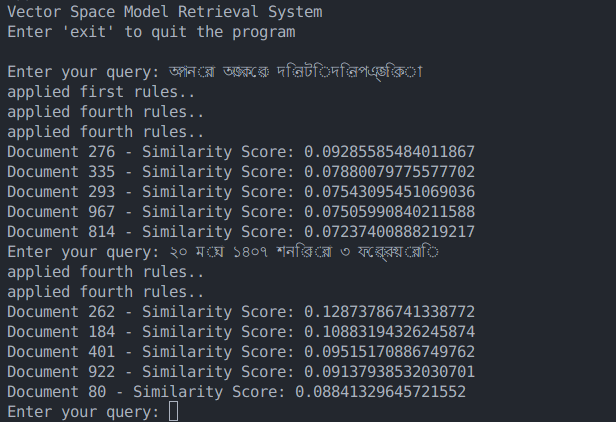 Vector Space Model Retrieval System
Enter 'exit' to quit the program
Enter your query:
applied first rules..
applied fourth rules..
applied fourth rules..
Document 276 - Similarity Score: 0.09285585484011867
Document 335 - Similarity Score: 0.07880079775577702
Document 293 - Similarity Score: 0.07543095451069036
Document 967 - Similarity Score: 0.07505990840211588
Document 814 - Similarity Score: 0.07237400888219217
Enter your query: ২০ মাঘ ১৪০৭ শনিবার ৩ ফেব্রুয়ারি
applied fourth rules..
applied fourth rules..
Document 262 - Similarity Score: 0.12873786741338772
Document 184 - Similarity Score: 0.10883194326245874
Document 401 - Similarity Score: 0.09515170886749762
Document 922 - Similarity Score: 0.09137938532030701
Document 80 - Similarity Score: 0.08841329645721552
Enter your query: